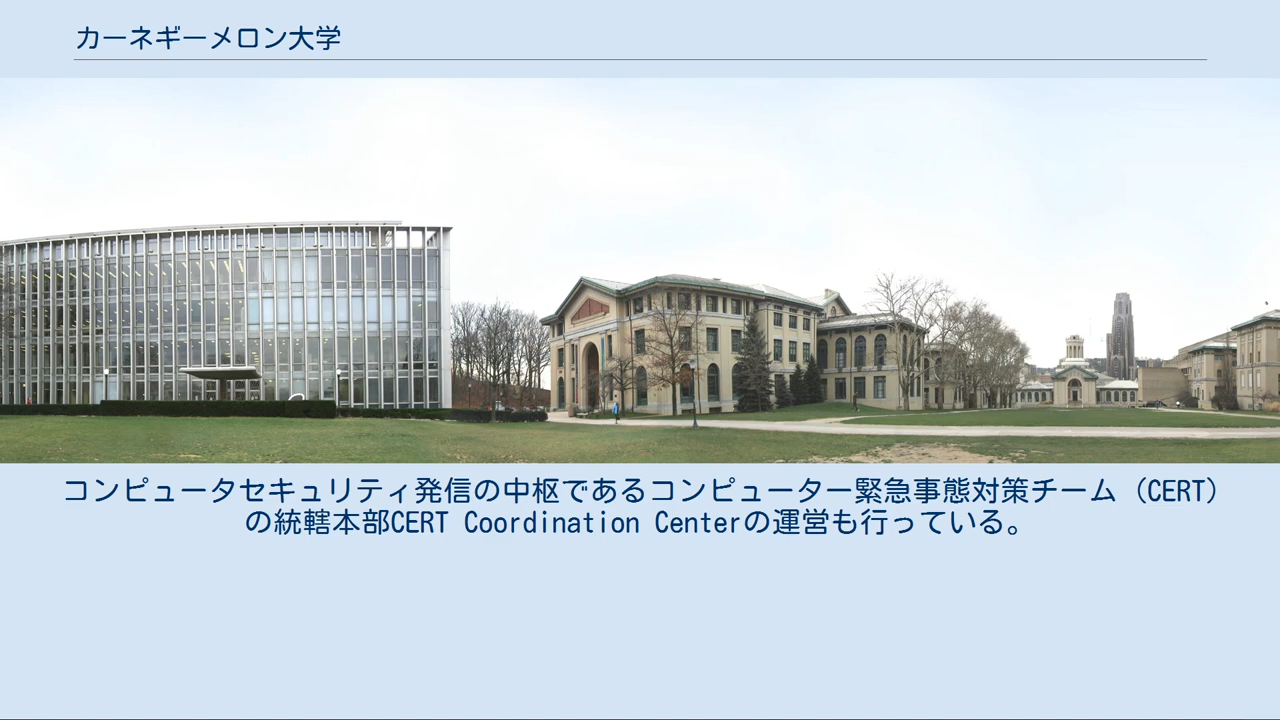 カーネギーメロン大学
コンピュータセキュリティ発信の中枢であるコンピューター緊急事態対策チーム（CERT）
の統轄本部CERT Coordination Centerの運営も行っている。